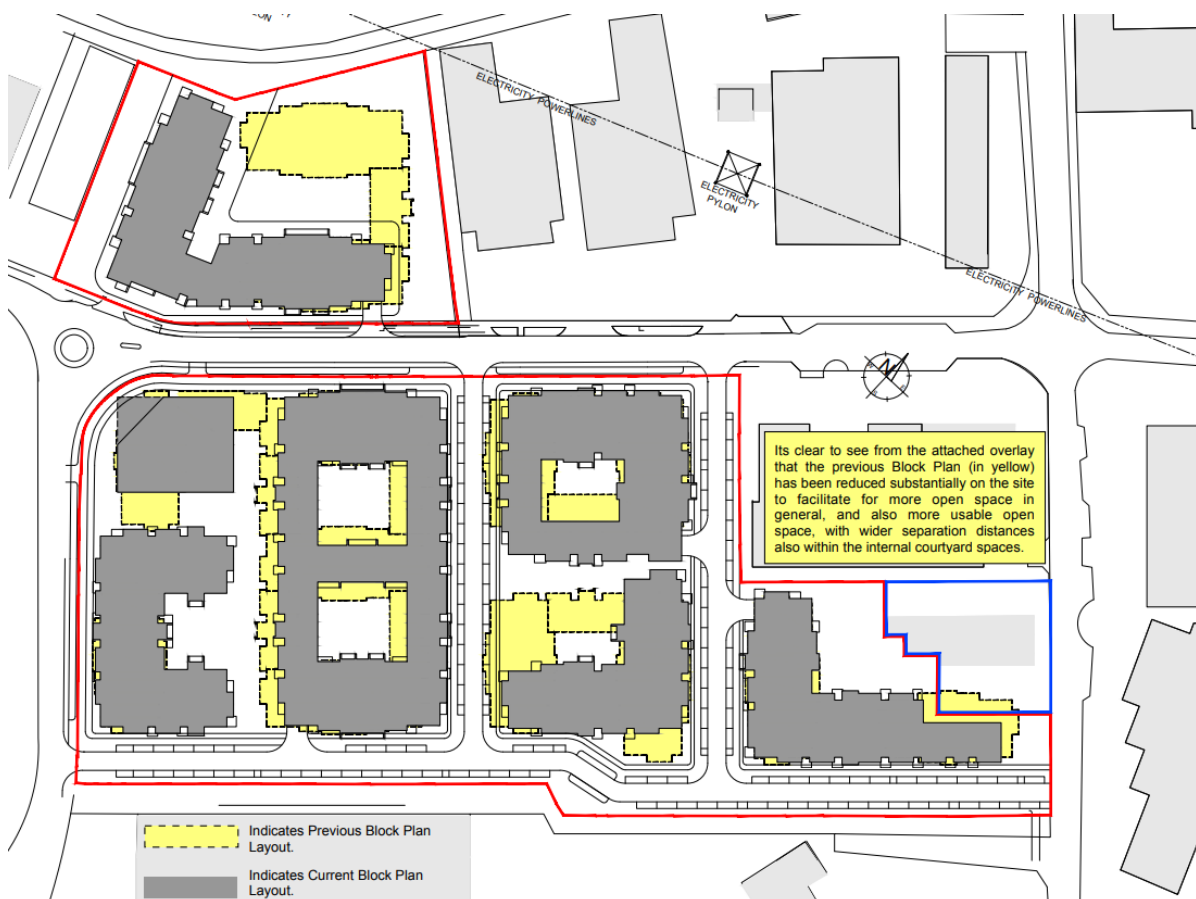 PYLON
ELECTRICITY POWERLINES
ELECTRICITY
PYLON
ELECTRICITY POWERLINES
N
Its clear to see from the attached overlay
that the previous Block Plan (in yellow)
has been reduced substantially on the site
to facilitate for more open space in
general, and also more usable open
space, with wider separation distances
also within the internal courtyard spaces.
Indicates Previous Block Plan
Layout.
Indicates Current Block Plan
Layout.